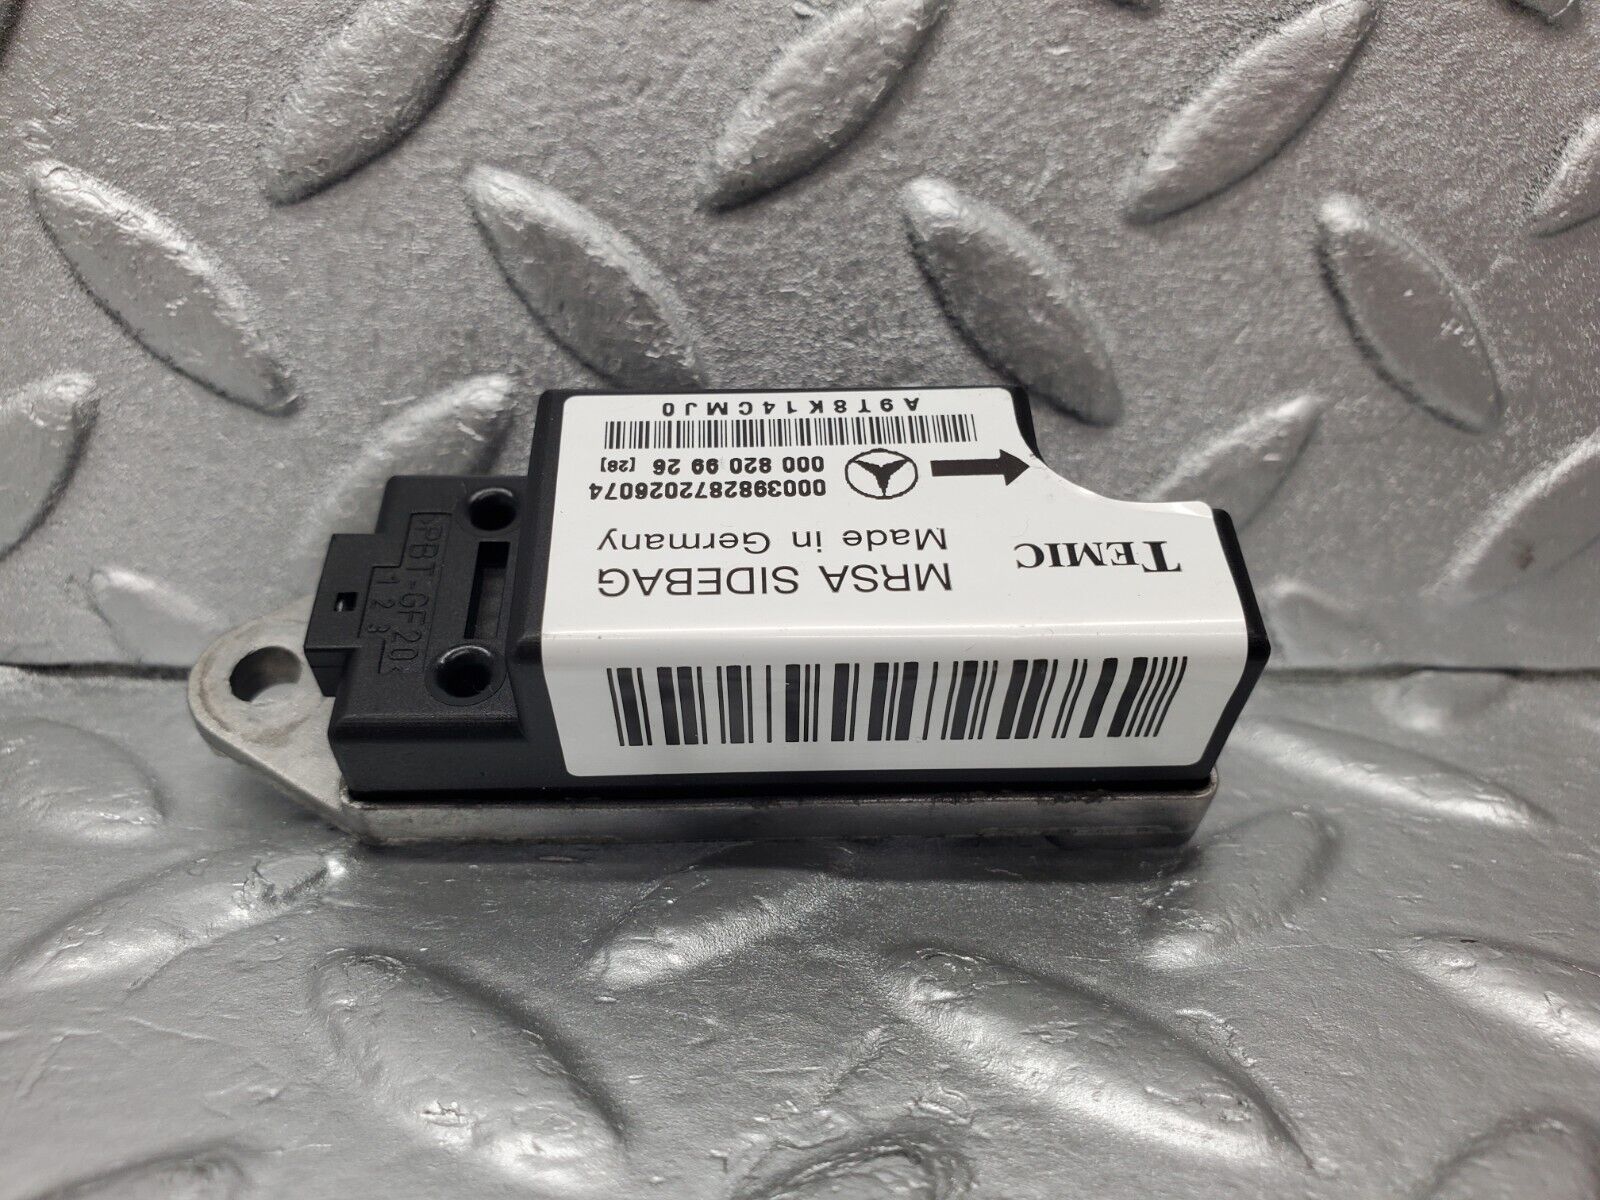 TEMIC
MRSA SIDEBAG
Made in Germany
0003982872026074
000 820 99 26 [28]
A9T8K14CMJ0
>PBT-GF20<
1 2 3